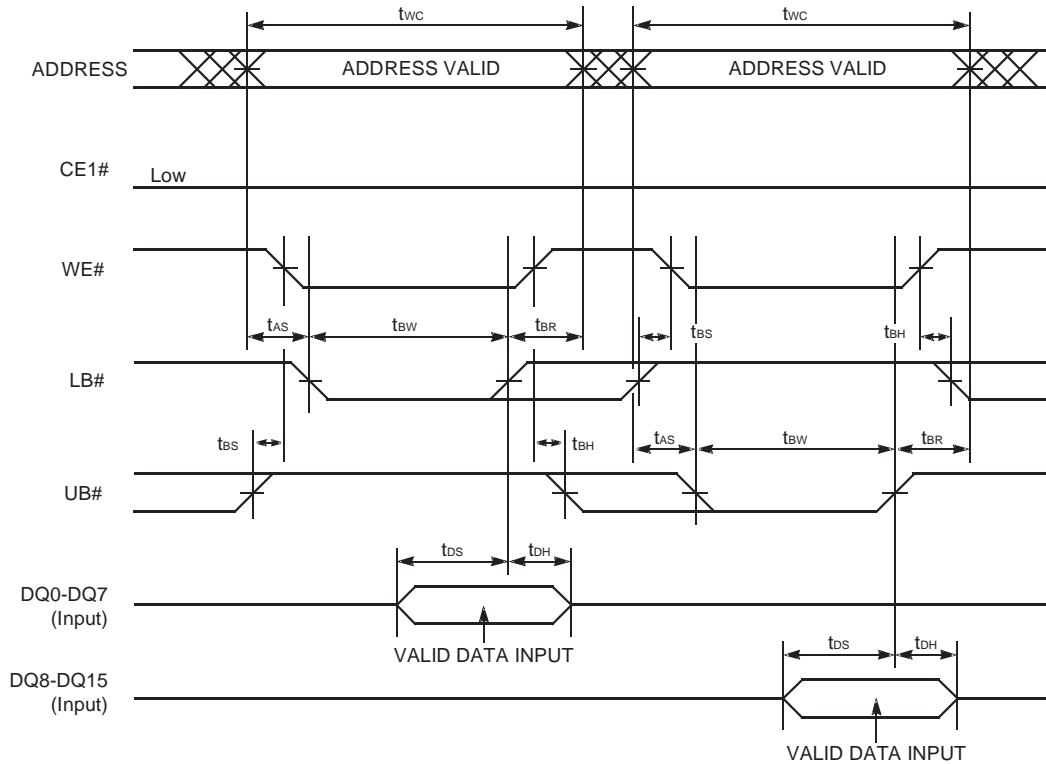 tWC tWC
ADDRESS ADDRESS VALID ADDRESS VALID
CE1# Low
WE#
tAS tBW tBR tBS tBH
LB#
tBS tBH tAS tBW tBR
UB#
tDS tDH
DQ0-DQ7
(Input)
VALID DATA INPUT
tDS tDH
DQ8-DQ15
(Input)
VALID DATA INPUT